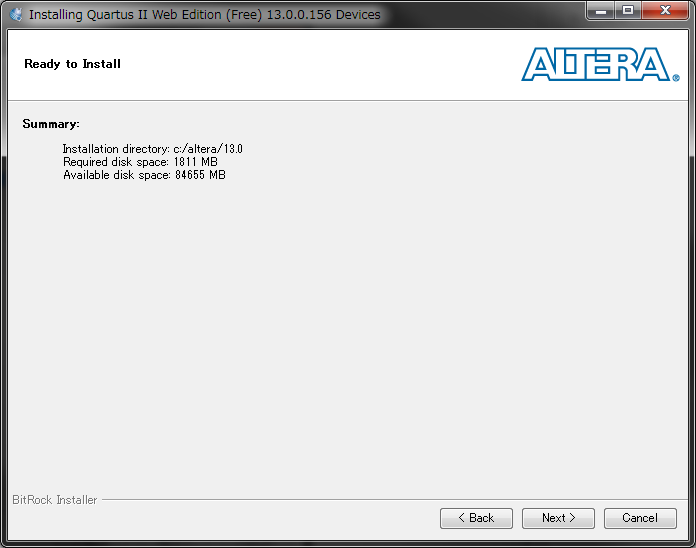 Installing Quartus II Web Edition (Free) 13.0.0.156 Devices
Ready to Install
ALTERA®
Summary:
Installation directory: c:/altera/13.0
Required disk space: 1811 MB
Available disk space: 84655 MB
BitRock Installer
< Back
Next >
Cancel